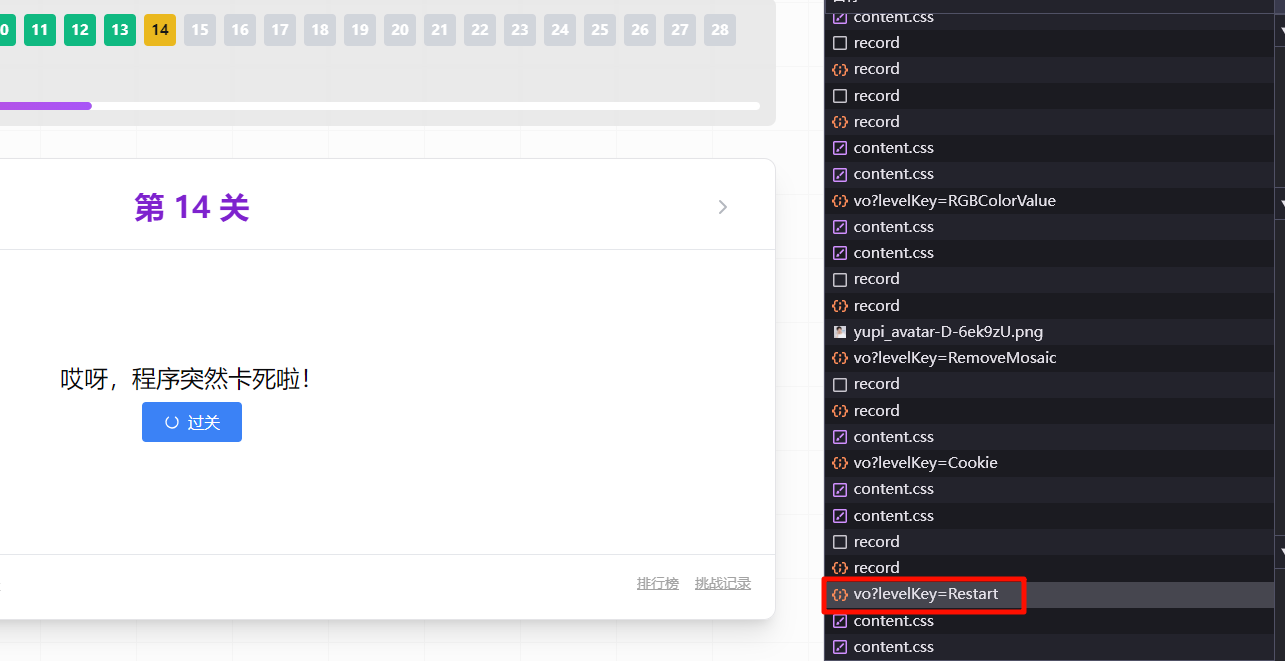 0 11 12 13 14 15 16 17 18 19 20 21 22 23 24 25 26 27 28
第 14 关
哎呀，程序突然卡死啦！
过关
排行榜 挑战记录
content.css
record
record
record
record
content.css
content.css
vo?levelKey=RGBColorValue
content.css
content.css
record
record
yupi_avatar-D-6ek9zU.png
vo?levelKey=RemoveMosaic
record
record
content.css
vo?levelKey=Cookie
content.css
content.css
record
record
vo?levelKey=Restart
content.css
content.css